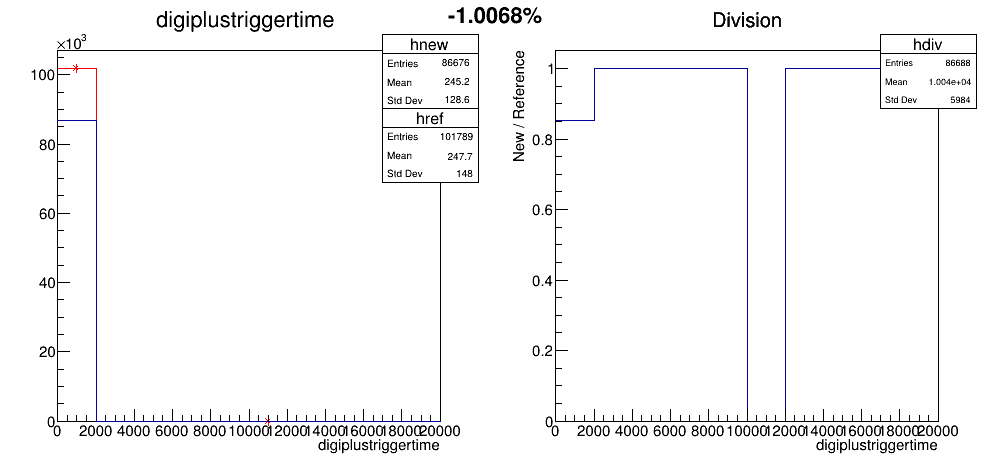 digiplustriggertime
-1.0068%
Division
×10³
100
80
60
40
20
0
hnew
Entries 86676
Mean 245.2
Std Dev 128.6
href
Entries 101789
Mean 247.7
Std Dev 148
0 2000 4000 6000 8000 10000 12000 14000 16000 18000 20000
digiplustriggertime
New / Reference
1
0.8
0.6
0.4
0.2
0
hdiv
Entries 86688
Mean 1.004e+04
Std Dev 5984
0 2000 4000 6000 8000 10000 12000 14000 16000 18000 20000
digiplustriggertime